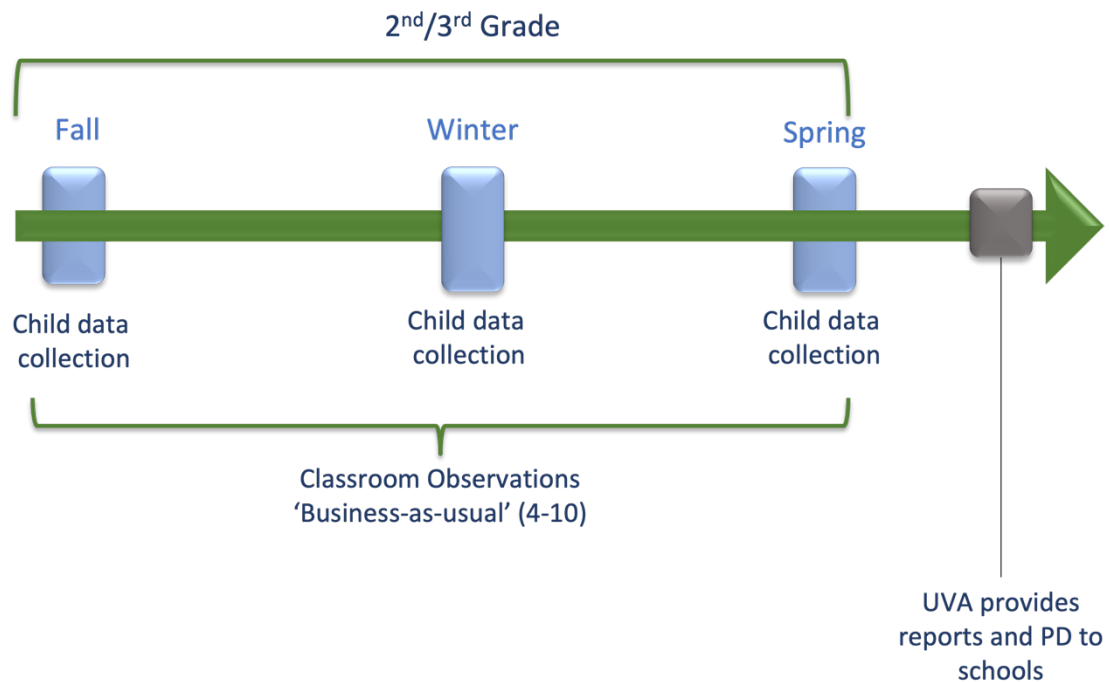 2nd/3rd Grade
Fall
Winter
Spring
Child data
collection
Child data
collection
Child data
collection
Classroom Observations
‘Business-as-usual’ (4-10)
UVA provides
reports and PD to
schools